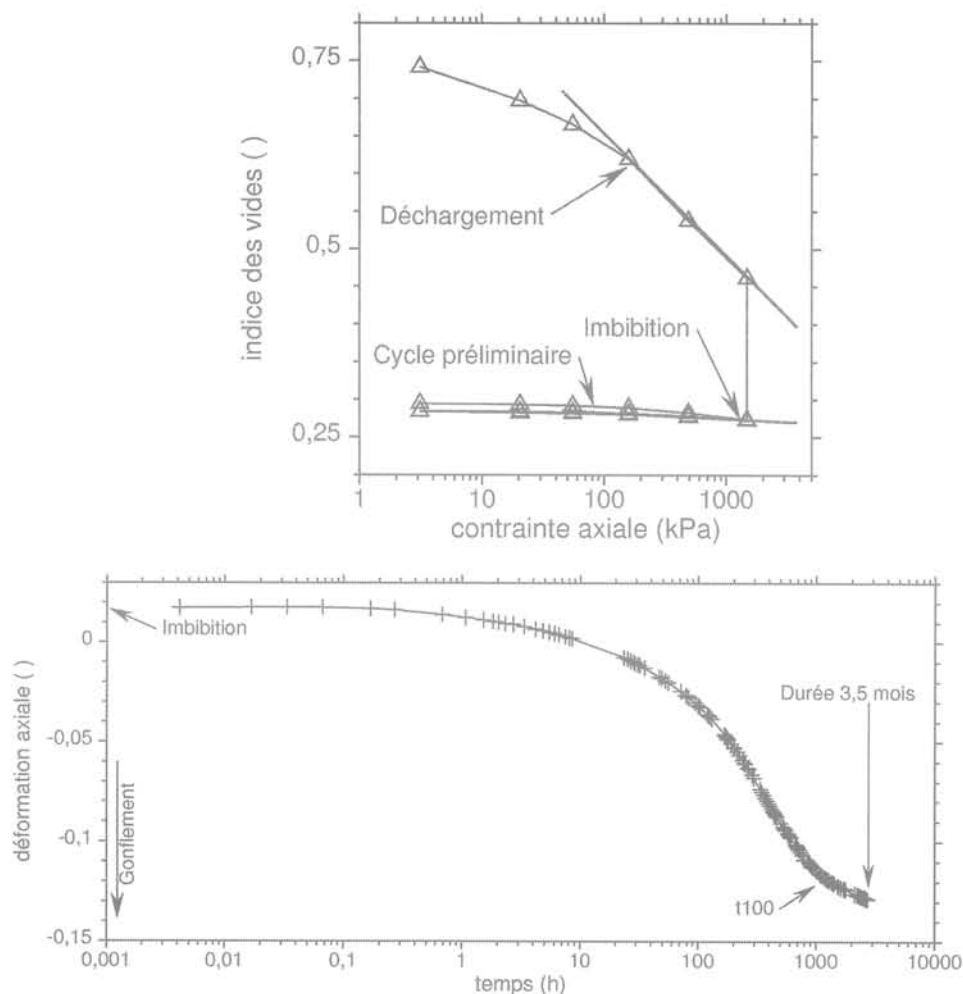 0,75
0,5
0,25
indice des vides ( )
Déchargement
Imbibition
Cycle préliminaire
1
10
100
1000
contrainte axiale (kPa)
0
-0,05
-0,1
-0,15
déformation axiale ( )
Imbibition
Gonflement
Durée 3,5 mois
t100
0,001
0,01
0,1
1
10
100
1000
10000
temps (h)